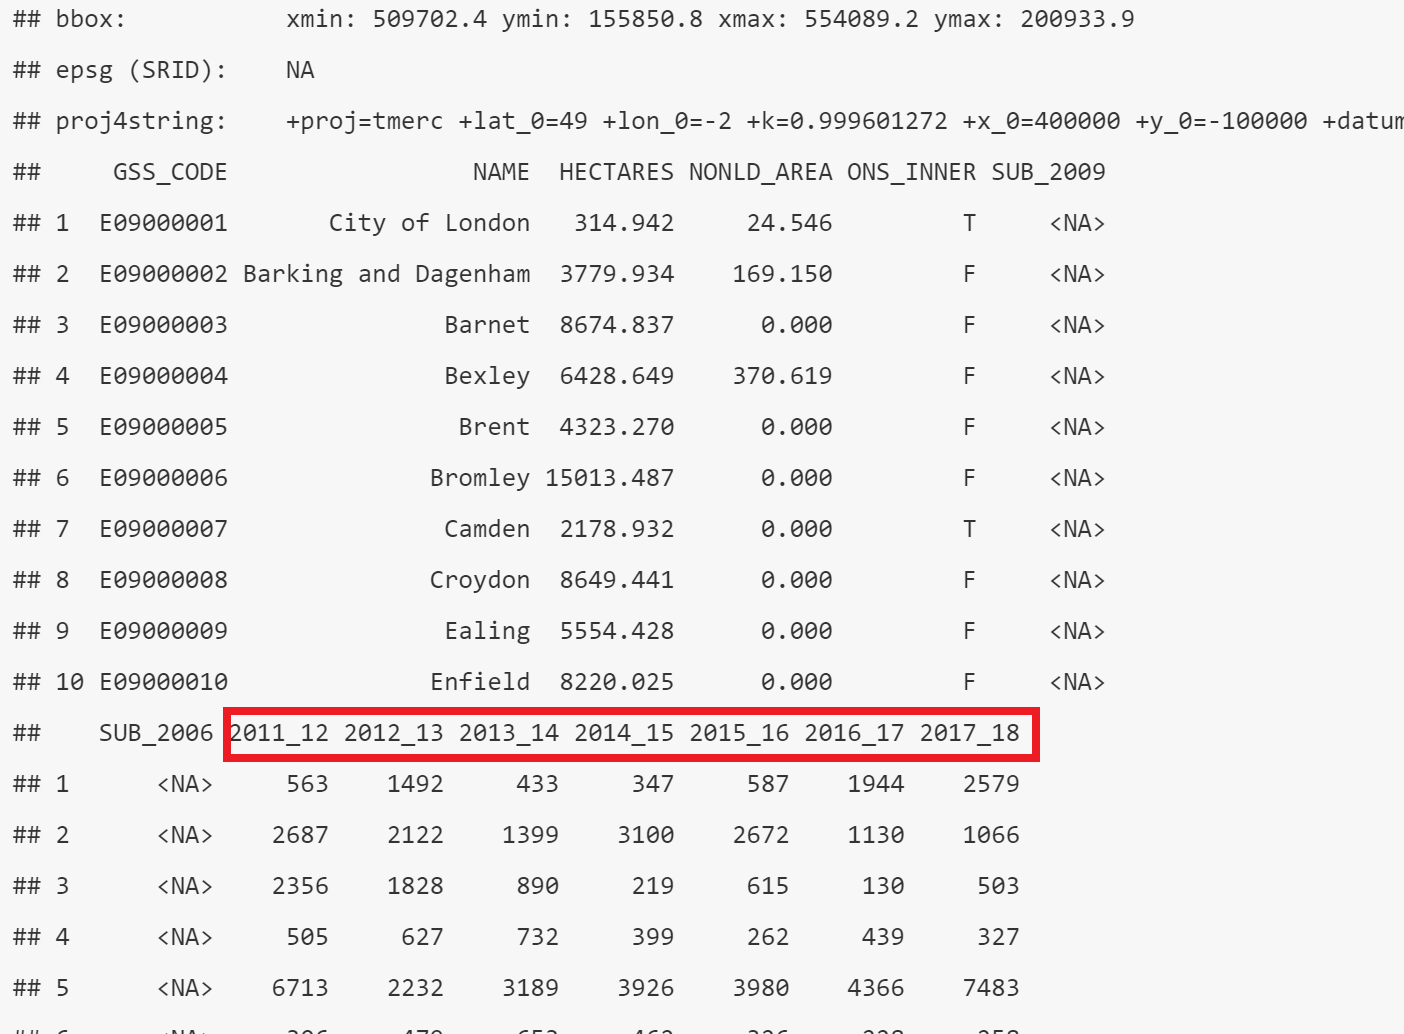 ## bbox:           xmin: 509702.4 ymin: 155850.8 xmax: 554089.2 ymax: 200933.9
## epsg (SRID):    NA
## proj4string:    +proj=tmerc +lat_0=49 +lon_0=-2 +k=0.999601272 +x_0=400000 +y_0=-100000 +datum
##     GSS_CODE                 NAME  HECTARES NONLD_AREA ONS_INNER SUB_2009
## 1  E09000001       City of London   314.942     24.546         T     <NA>
## 2  E09000002 Barking and Dagenham  3779.934    169.150         F     <NA>
## 3  E09000003               Barnet  8674.837      0.000         F     <NA>
## 4  E09000004               Bexley  6428.649    370.619         F     <NA>
## 5  E09000005                Brent  4323.270      0.000         F     <NA>
## 6  E09000006              Bromley 15013.487      0.000         F     <NA>
## 7  E09000007               Camden  2178.932      0.000         T     <NA>
## 8  E09000008              Croydon  8649.441      0.000         F     <NA>
## 9  E09000009               Ealing  5554.428      0.000         F     <NA>
## 10 E09000010              Enfield  8220.025      0.000         F     <NA>
##    SUB_2006 2011_12 2012_13 2013_14 2014_15 2015_16 2016_17 2017_18
## 1      <NA>     563    1492     433     347     587    1944    2579
## 2      <NA>    2687    2122    1399    3100    2672    1130    1066
## 3      <NA>    2356    1828     890     219     615     130     503
## 4      <NA>     505     627     732     399     262     439     327
## 5      <NA>    6713    2232    3189    3926    3980    4366    7483